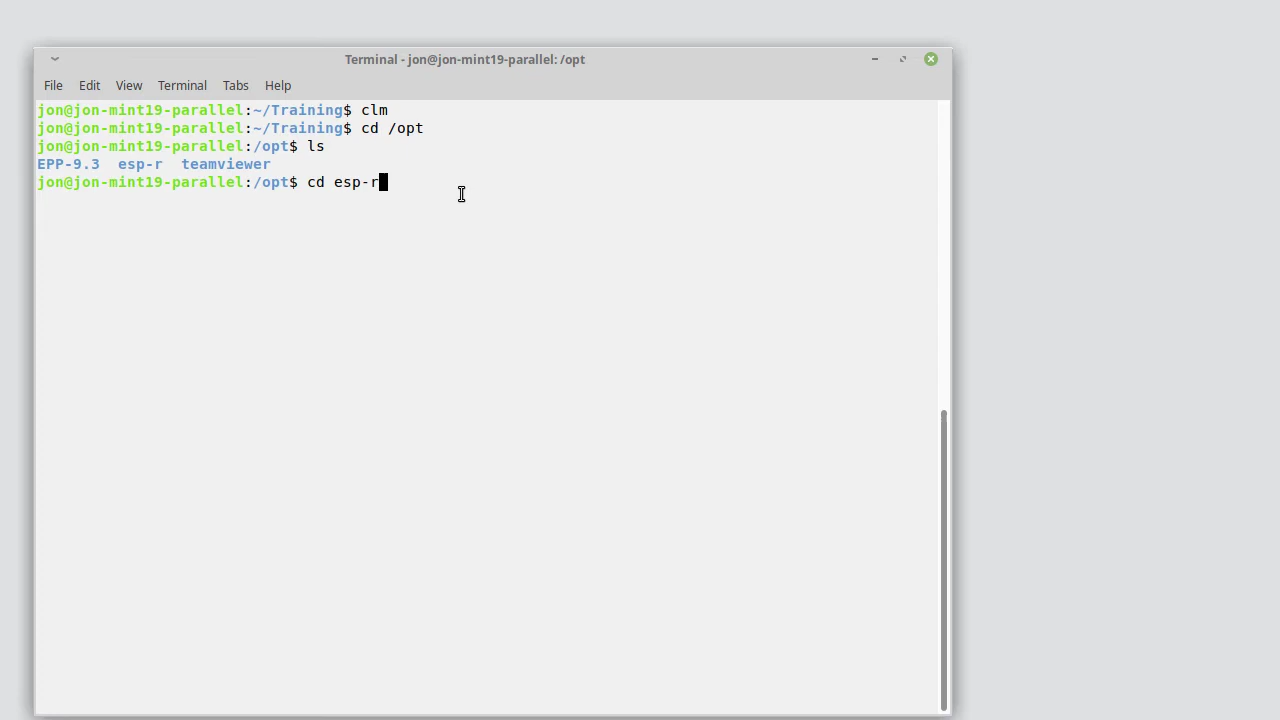 Terminal - jon@jon-mint19-parallel: /opt
File Edit View Terminal Tabs Help
jon@jon-mint19-parallel:~/Training$ clm
jon@jon-mint19-parallel:~/Training$ cd /opt
jon@jon-mint19-parallel:/opt$ ls
EPP-9.3  esp-r  teamviewer
jon@jon-mint19-parallel:/opt$ cd esp-r